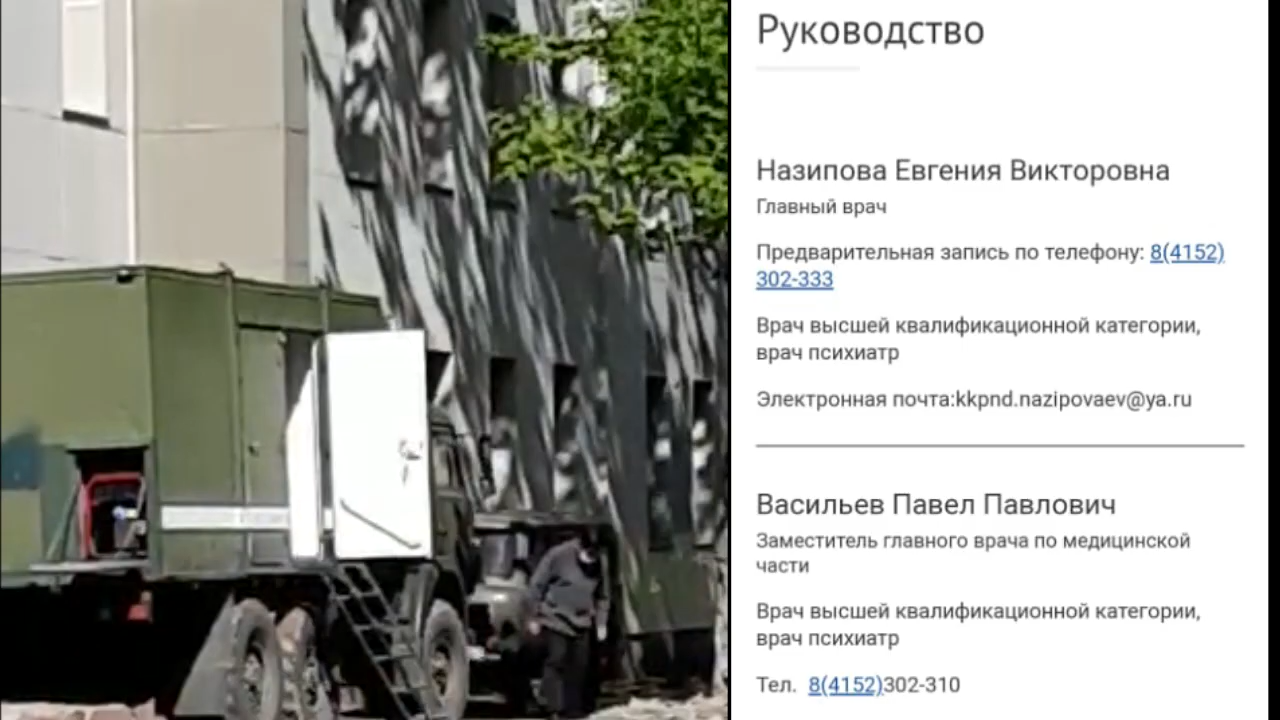 Руководство
Назипова Евгения Викторовна
Главный врач
Предварительная запись по телефону: 8(4152)
302-333
Врач высшей квалификационной категории,
врач психиатр
Электронная почта:kkpnd.nazipovaev@ya.ru
Васильев Павел Павлович
Заместитель главного врача по медицинской
части
Врач высшей квалификационной категории,
врач психиатр
Тел. 8(4152)302-310